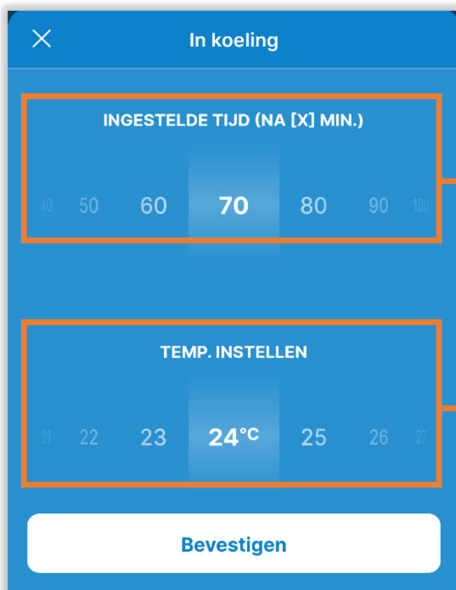 In koeling
INGESTELDE TIJD (NA [X] MIN.)
40 50 60 70 80 90 100
TEMP. INSTELLEN
21 22 23 24°C 25 26 27
Bevestigen